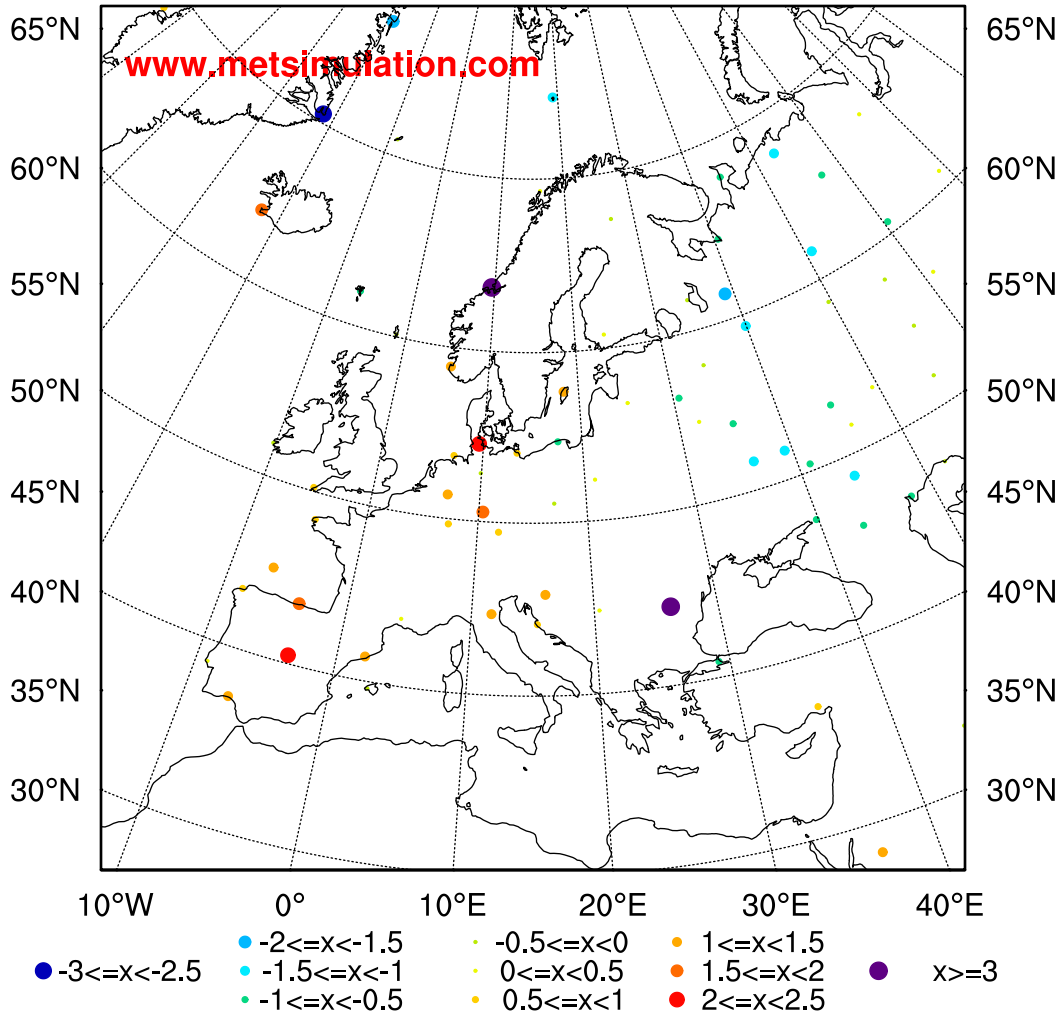 65°N 65°N
www.metsimulation.com
60°N 60°N
55°N 55°N
50°N 50°N
45°N 45°N
40°N 40°N
35°N 35°N
30°N 30°N
10°W 0° 10°E 20°E 30°E 40°E
-2<=x<-1.5 -0.5<=x<0 1<=x<1.5
-3<=x<-2.5 -1.5<=x<-1 0<=x<0.5 1.5<=x<2 x>=3
-1<=x<-0.5 0.5<=x<1 2<=x<2.5